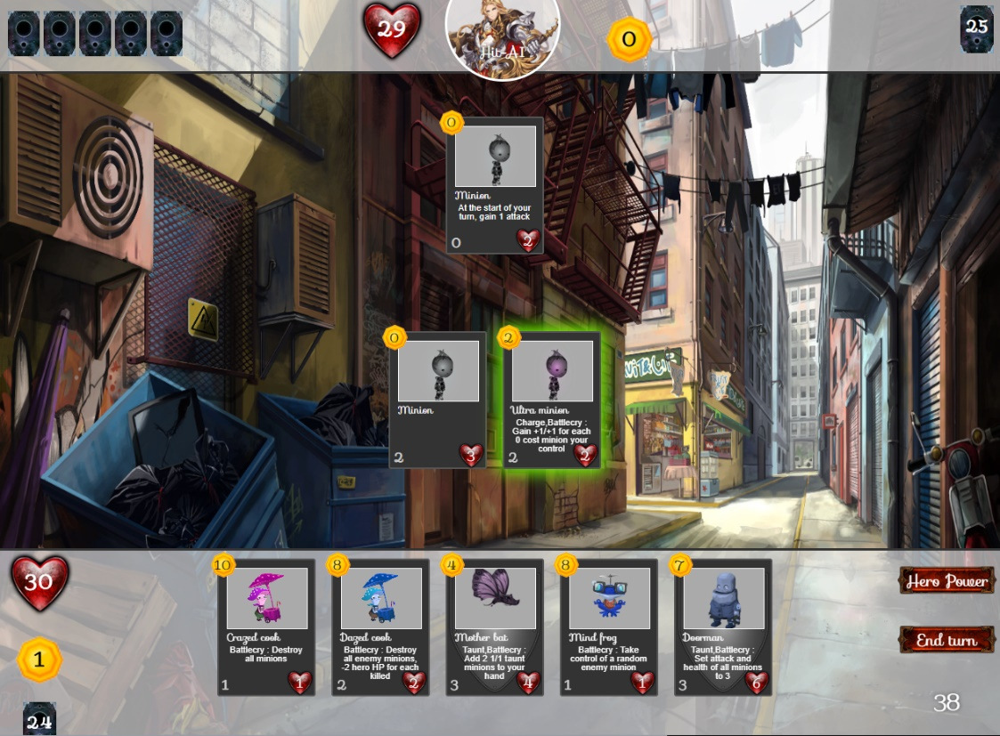 29
Hit-AI
0
25
0
Minion
At the start of your
turn, gain 1 attack
0
2
0
Minion
2
3
2
Ultra minion
Charge,Battlecry :
Gain +1/+1 for each
0 cost minion your
control
2
2
30
1
24
10
Crazed cook
Battlecry : Destroy
all minions
1
1
8
Dazed cook
Battlecry : Destroy
all enemy minions,
-2 hero HP for each
killed
2
2
4
Mother bat
Taunt,Battlecry :
Add 2 1/1 taunt
minions to your
hand
3
4
8
Mind frog
Battlecry : Take
control of a random
enemy minion
1
1
7
Doorman
Taunt,Battlecry :
Set attack and
health of all minions
to 3
3
6
Hero Power
End turn
38